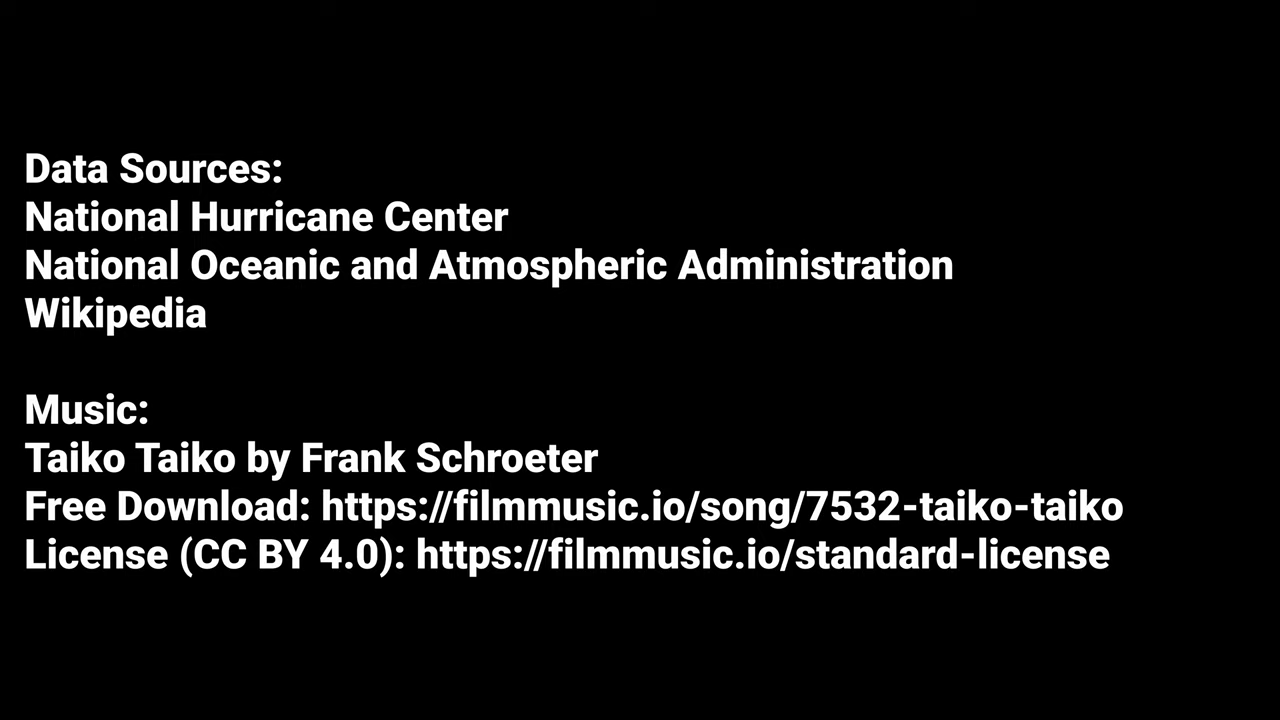 Data Sources:
National Hurricane Center
National Oceanic and Atmospheric Administration
Wikipedia
Music:
Taiko Taiko by Frank Schroeter
Free Download: https://filmmusic.io/song/7532-taiko-taiko
License (CC BY 4.0): https://filmmusic.io/standard-license